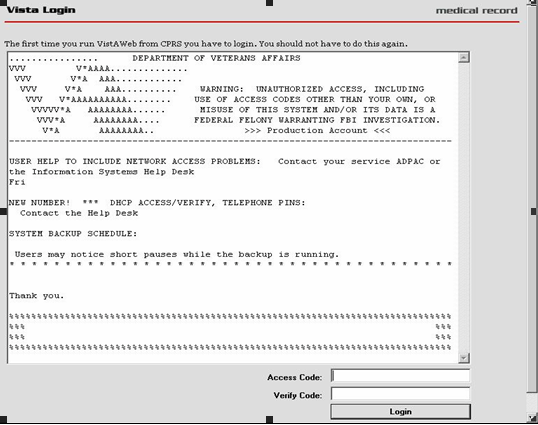 Vista Login
medical record
The first time you run VistAWeb from CPRS you have to login. You should not have to do this again.
................     DEPARTMENT OF VETERANS AFFAIRS
VVV        V*AAAA..............
VVV      V*A  AAA.............
VVV    V*A    AAA..........    WARNING:  UNAUTHORIZED ACCESS, INCLUDING
VVV   V*AAAAAAAAAA........    USE OF ACCESS CODES OTHER THAN YOUR OWN, OR
VVVVV*A    AAAAAAA......     MISUSE OF THIS SYSTEM AND/OR ITS DATA IS A
VVV*A     AAAAAAAA....     FEDERAL FELONY WARRANTING FBI INVESTIGATION.
V*A      AAAAAAAA..               >>> Production Account <<<
--------------------------------------------------------------------------
USER HELP TO INCLUDE NETWORK ACCESS PROBLEMS:   Contact your service ADPAC or
the Information Systems Help Desk
Fri
NEW NUMBER!  ***  DHCP ACCESS/VERIFY, TELEPHONE PINS:
Contact the Help Desk
SYSTEM BACKUP SCHEDULE:
Users may notice short pauses while the backup is running.
* * * * * * * * * * * * * * * * * * * * * * * * * * * * * * * * * * * * *
Thank you.
%%%%%%%%%%%%%%%%%%%%%%%%%%%%%%%%%%%%%%%%%%%%%%%%%%%%%%%%%%%%%%%%%%%%%%%%%%
%%%                                                                    %%%
%%%                                                                    %%%
%%%%%%%%%%%%%%%%%%%%%%%%%%%%%%%%%%%%%%%%%%%%%%%%%%%%%%%%%%%%%%%%%%%%%%%%%%
Access Code:
Verify Code:
Login